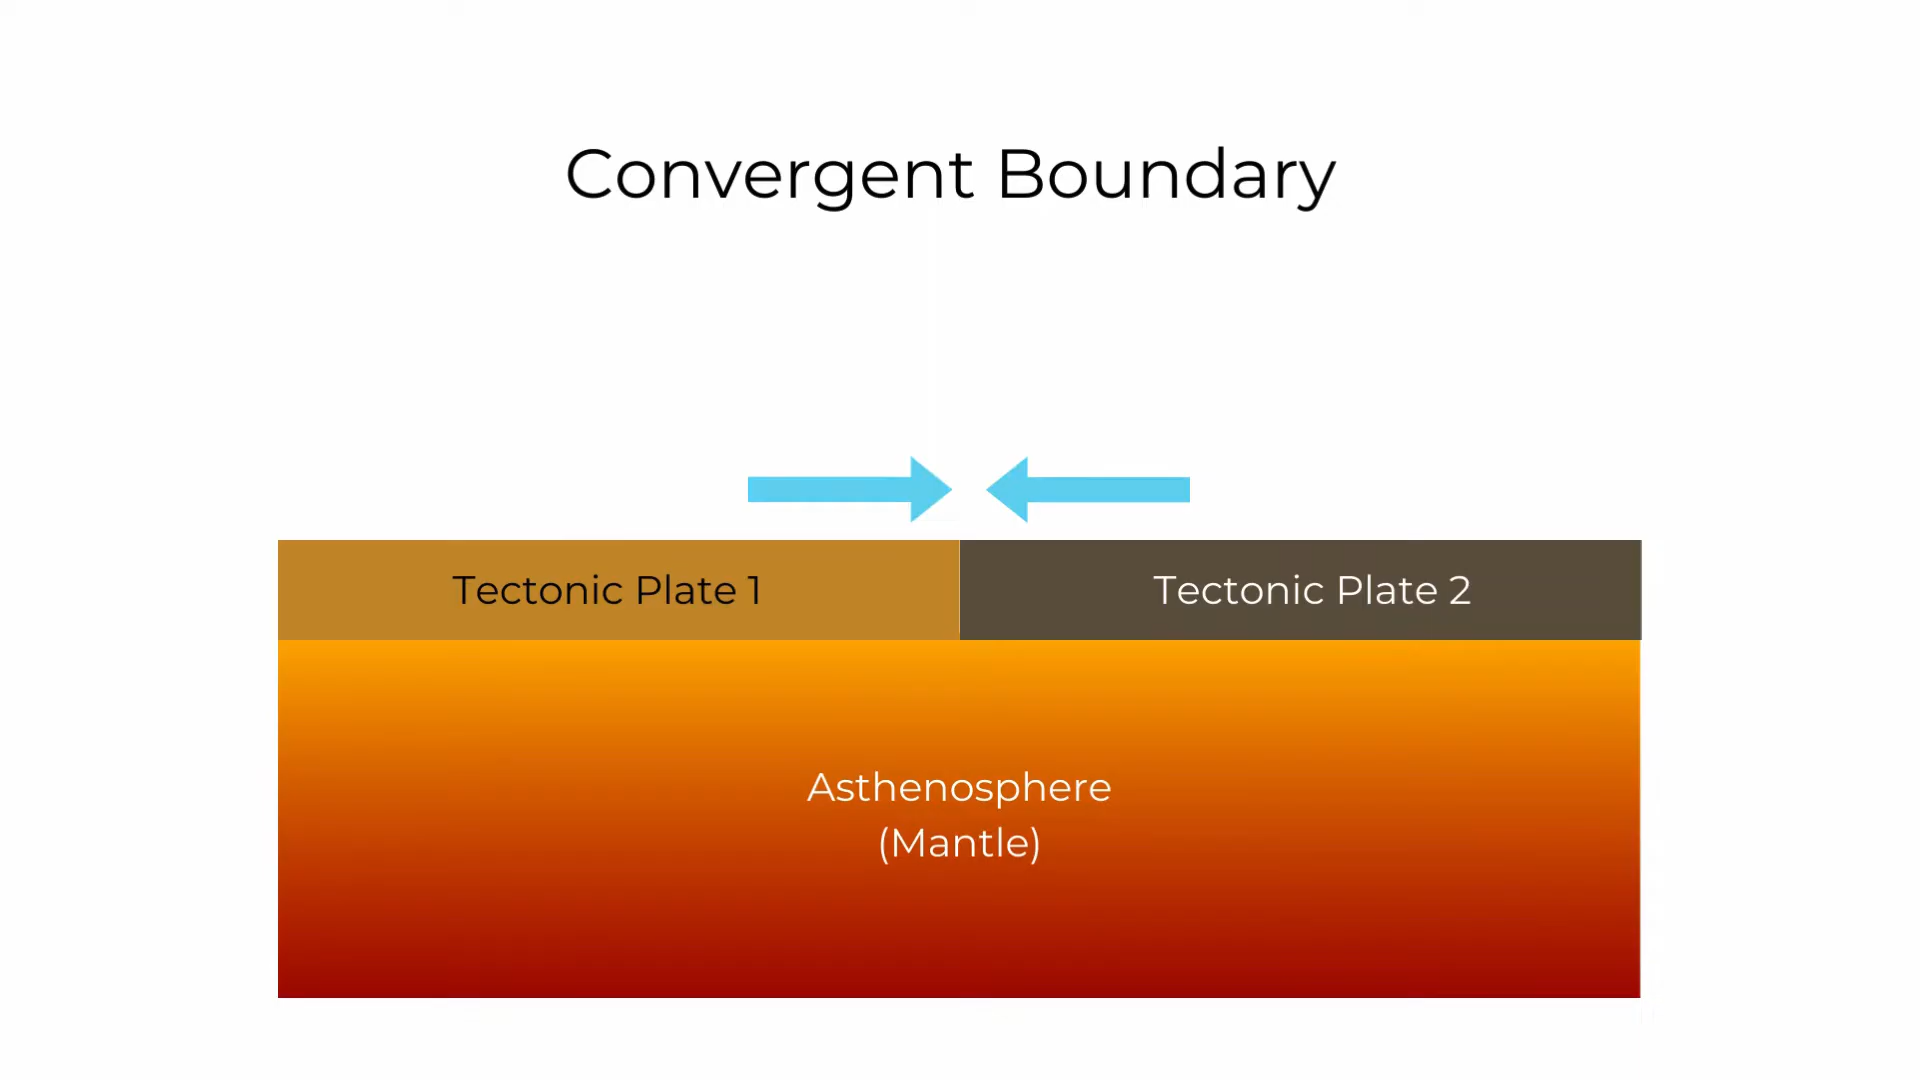 Convergent Boundary
Tectonic Plate 1
Tectonic Plate 2
Asthenosphere
(Mantle)